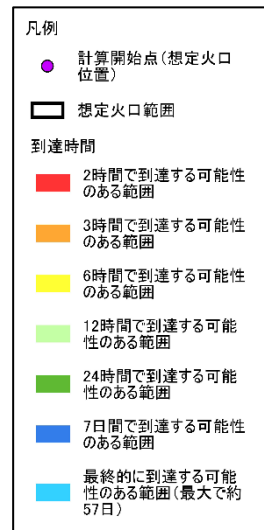 凡例
計算開始点(想定火口
位置)
想定火口範囲
到達時間
2時間で到達する可能性
のある範囲
3時間で到達する可能性
のある範囲
6時間で到達する可能性
のある範囲
12時間で到達する可能
性のある範囲
24時間で到達する可能
性のある範囲
7日間で到達する可能性
のある範囲
最終的に到達する可能
性のある範囲(最大で約
57日)